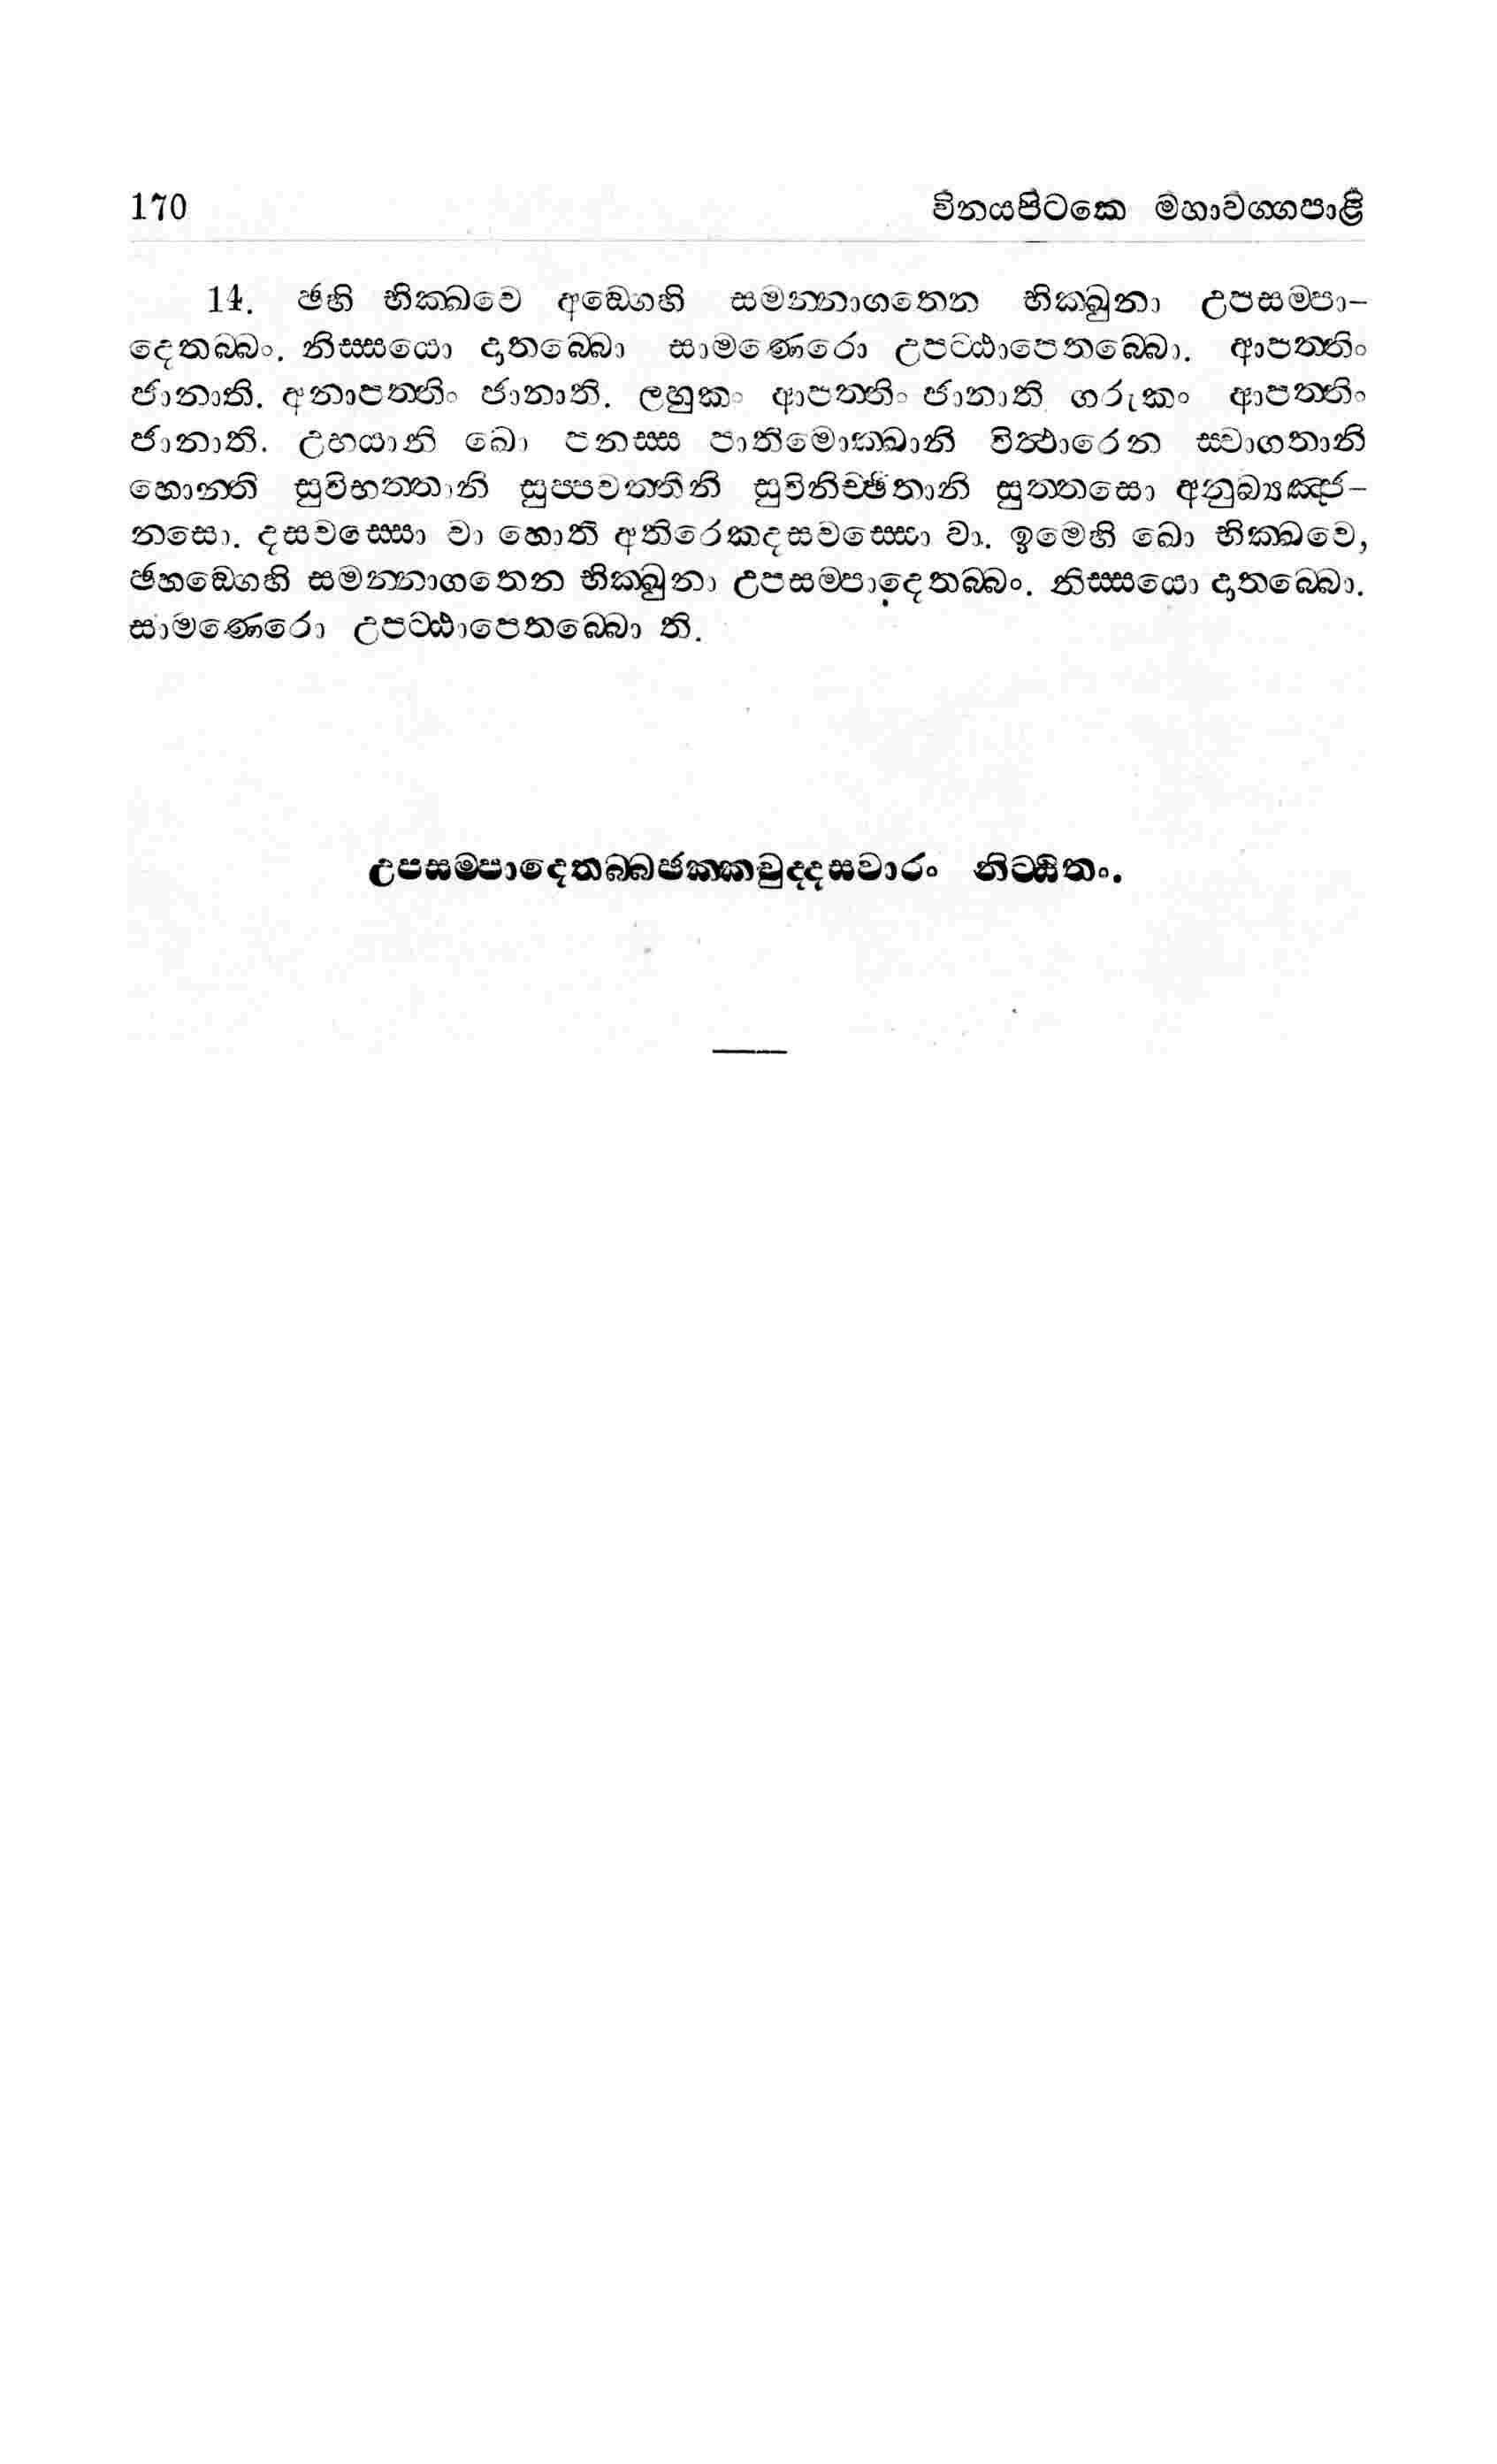 170 විනයපිටකෙ මහාවග්ගපාළි
14. ඡහි භික්ඛවෙ අඞ්ගෙහි සමන්නාගතෙන භික්ඛුනා උපසම්පා-
දෙතබ්බං. නිස්සයො දාතබ්බො සාමණෙරො උපට්ඨාපෙතබ්බො. ආපත්තිං
ජානාති. අනාපත්තිං ජානාති. ලහුකං ආපත්තිං ජානාති ගරුකං ආපත්තිං
ජානාති. උභයානි ඛො පනස්ස පාතිමොක්ඛානි විත්ථාරෙන ස්වාගතානි
හොන්ති සුවිභත්තානි සුප්පවත්තීනි සුවිනිච්ඡිතානි සුත්තසො අනුබ්‍යඤ්ජ-
නසො. දසවස්සො වා හොති අතිරෙකදසවස්සො වා. ඉමෙහි ඛො භික්ඛවෙ,
ඡහඞ්ගෙහි සමන්නාගතෙන භික්ඛුනා උපසම්පාදෙතබ්බං. නිස්සයො දාතබ්බො.
සාමණෙරො උපට්ඨාපෙතබ්බො ති.
උපසම්පාදෙතබ්බඡක්කචුද්දසවාරං නිට්ඨිතං.